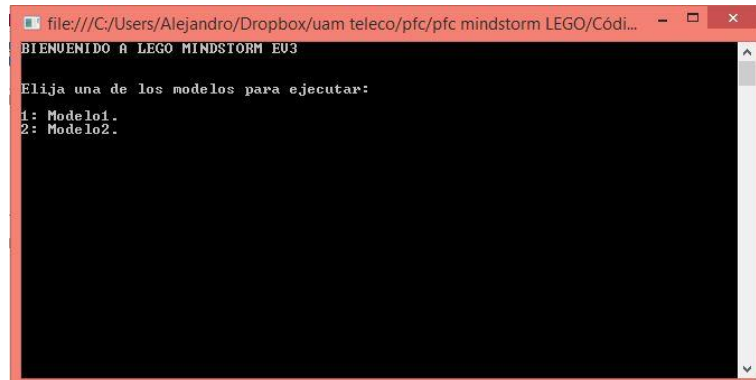 file:///C:/Users/Alejandro/Dropbox/uam teleco/pfc/pfc mindstorm LEGO/Códi...
BIENVENIDO A LEGO MINDSTORM EV3
Elija una de los modelos para ejecutar:
1: Modelo1.
2: Modelo2.